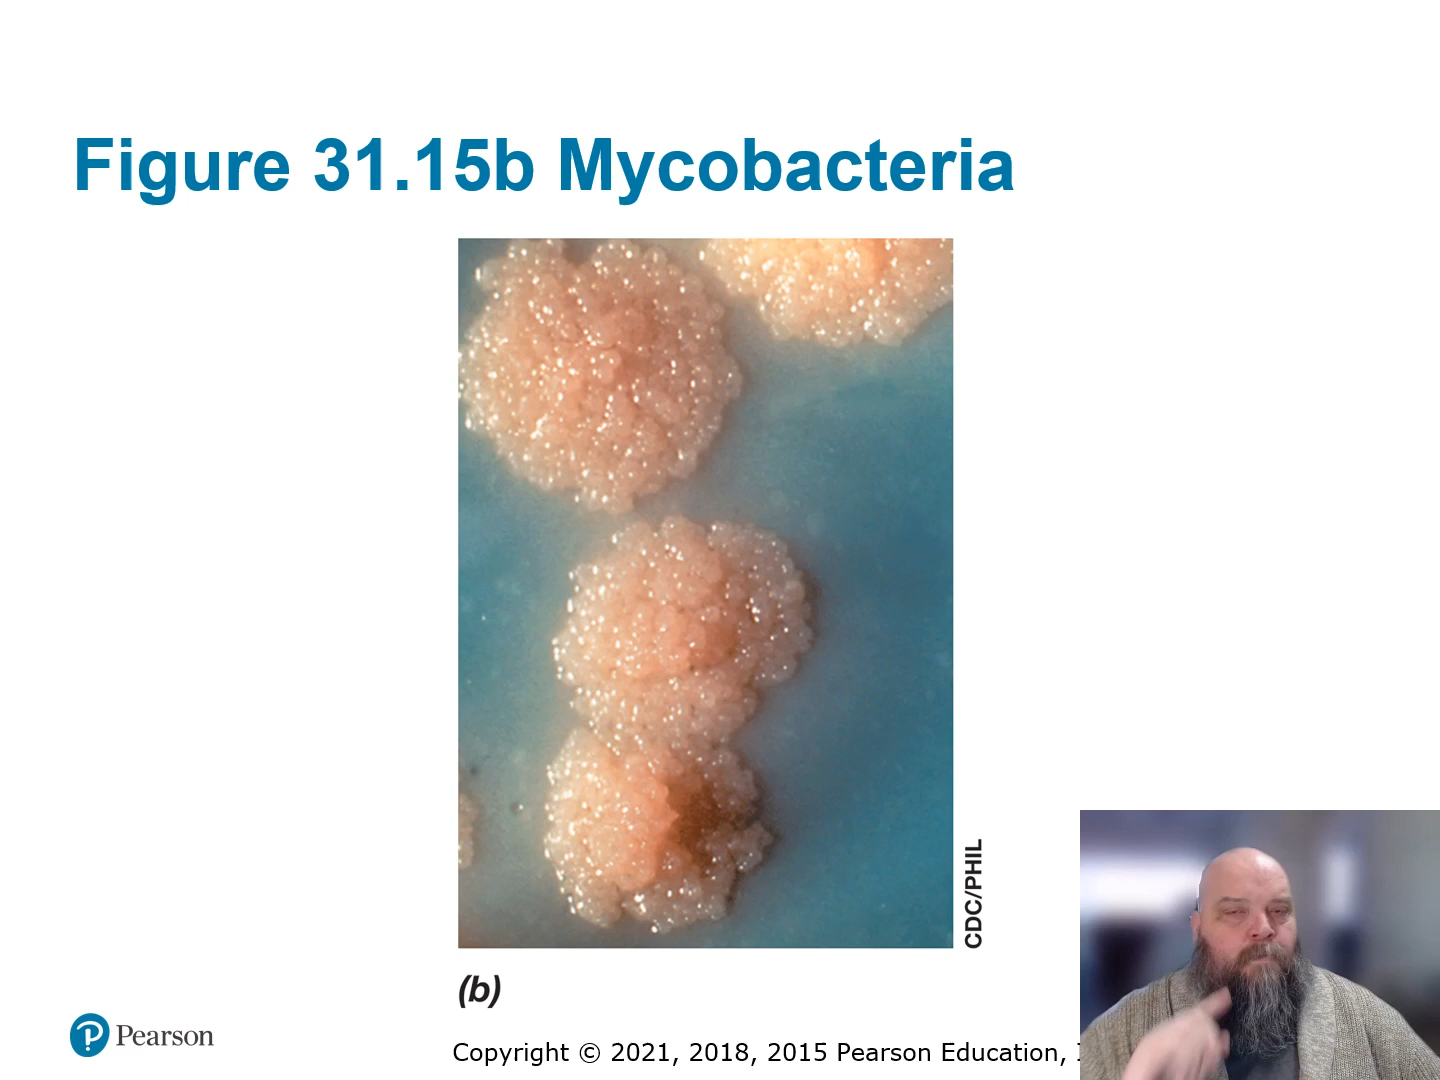 Figure 31.15b Mycobacteria
CDC/PHIL
(b)
Pearson
Copyright © 2021, 2018, 2015 Pearson Education,